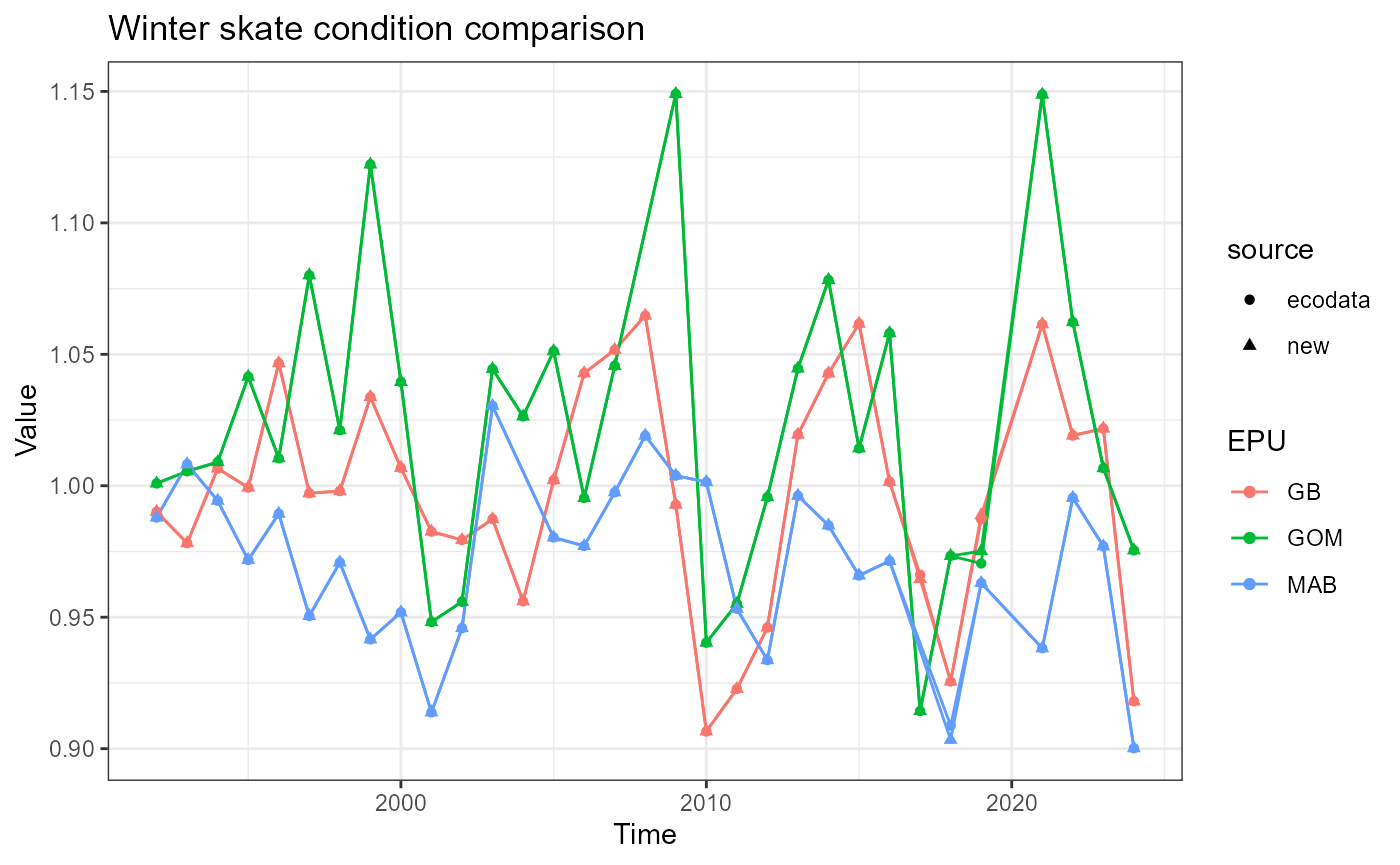 Winter skate condition comparison
1.15
1.10
1.05
1.00
0.95
0.90
Value
2000
2010
2020
Time
source
ecodata
new
EPU
GB
GOM
MAB